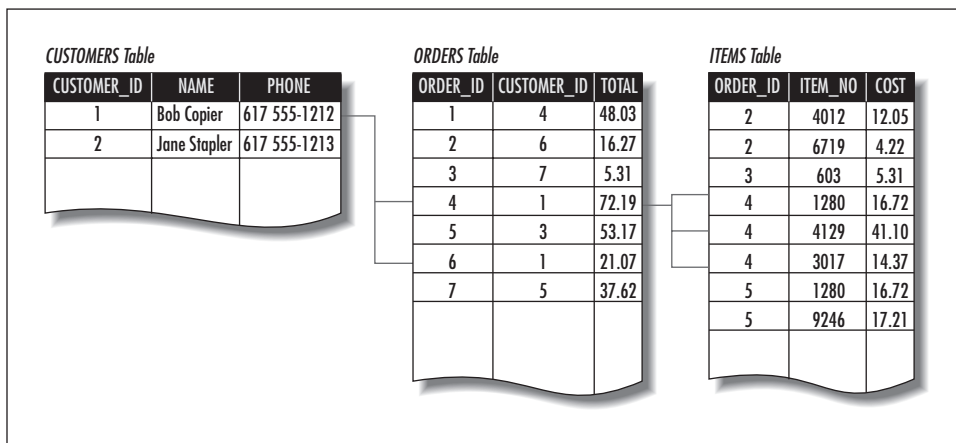 CUSTOMERS Table
CUSTOMER_ID NAME PHONE
1 Bob Copier 617 555-1212
2 Jane Stapler 617 555-1213
ORDERS Table
ORDER_ID CUSTOMER_ID TOTAL
1 4 48.03
2 6 16.27
3 7 5.31
4 1 72.19
5 3 53.17
6 1 21.07
7 5 37.62
ITEMS Table
ORDER_ID ITEM_NO COST
2 4012 12.05
2 6719 4.22
3 603 5.31
4 1280 16.72
4 4129 41.10
4 3017 14.37
5 1280 16.72
5 9246 17.21